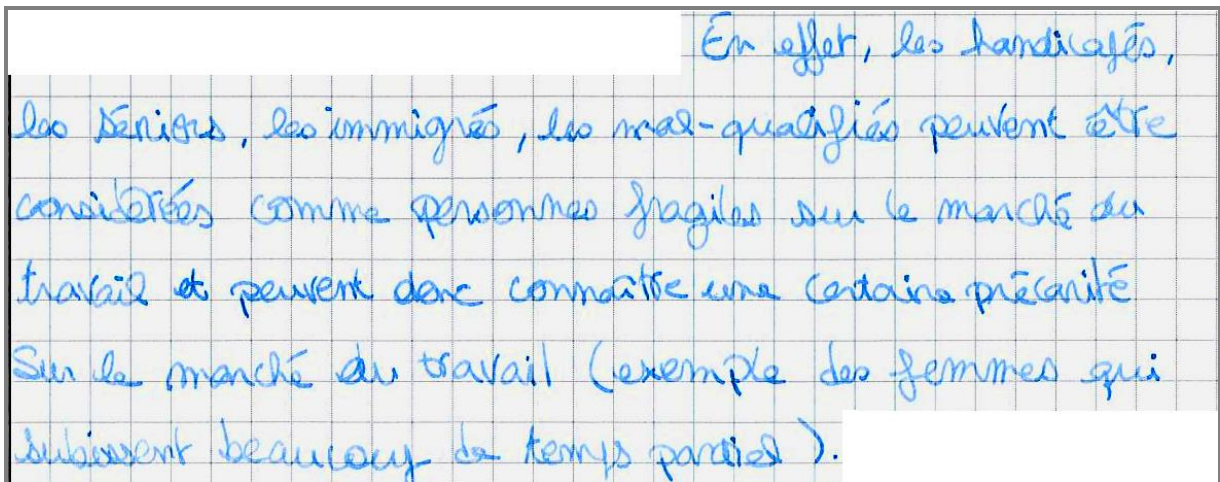 En effet, les handicapés,
les séniors, les immigrés, les mal-qualifiés peuvent être
considérées comme personnes fragiles sur le marché du
travail et peuvent donc connaître une certaine précarité
Sur le marché du travail (exemple des femmes qui
subissent beaucoup de temps partiel).